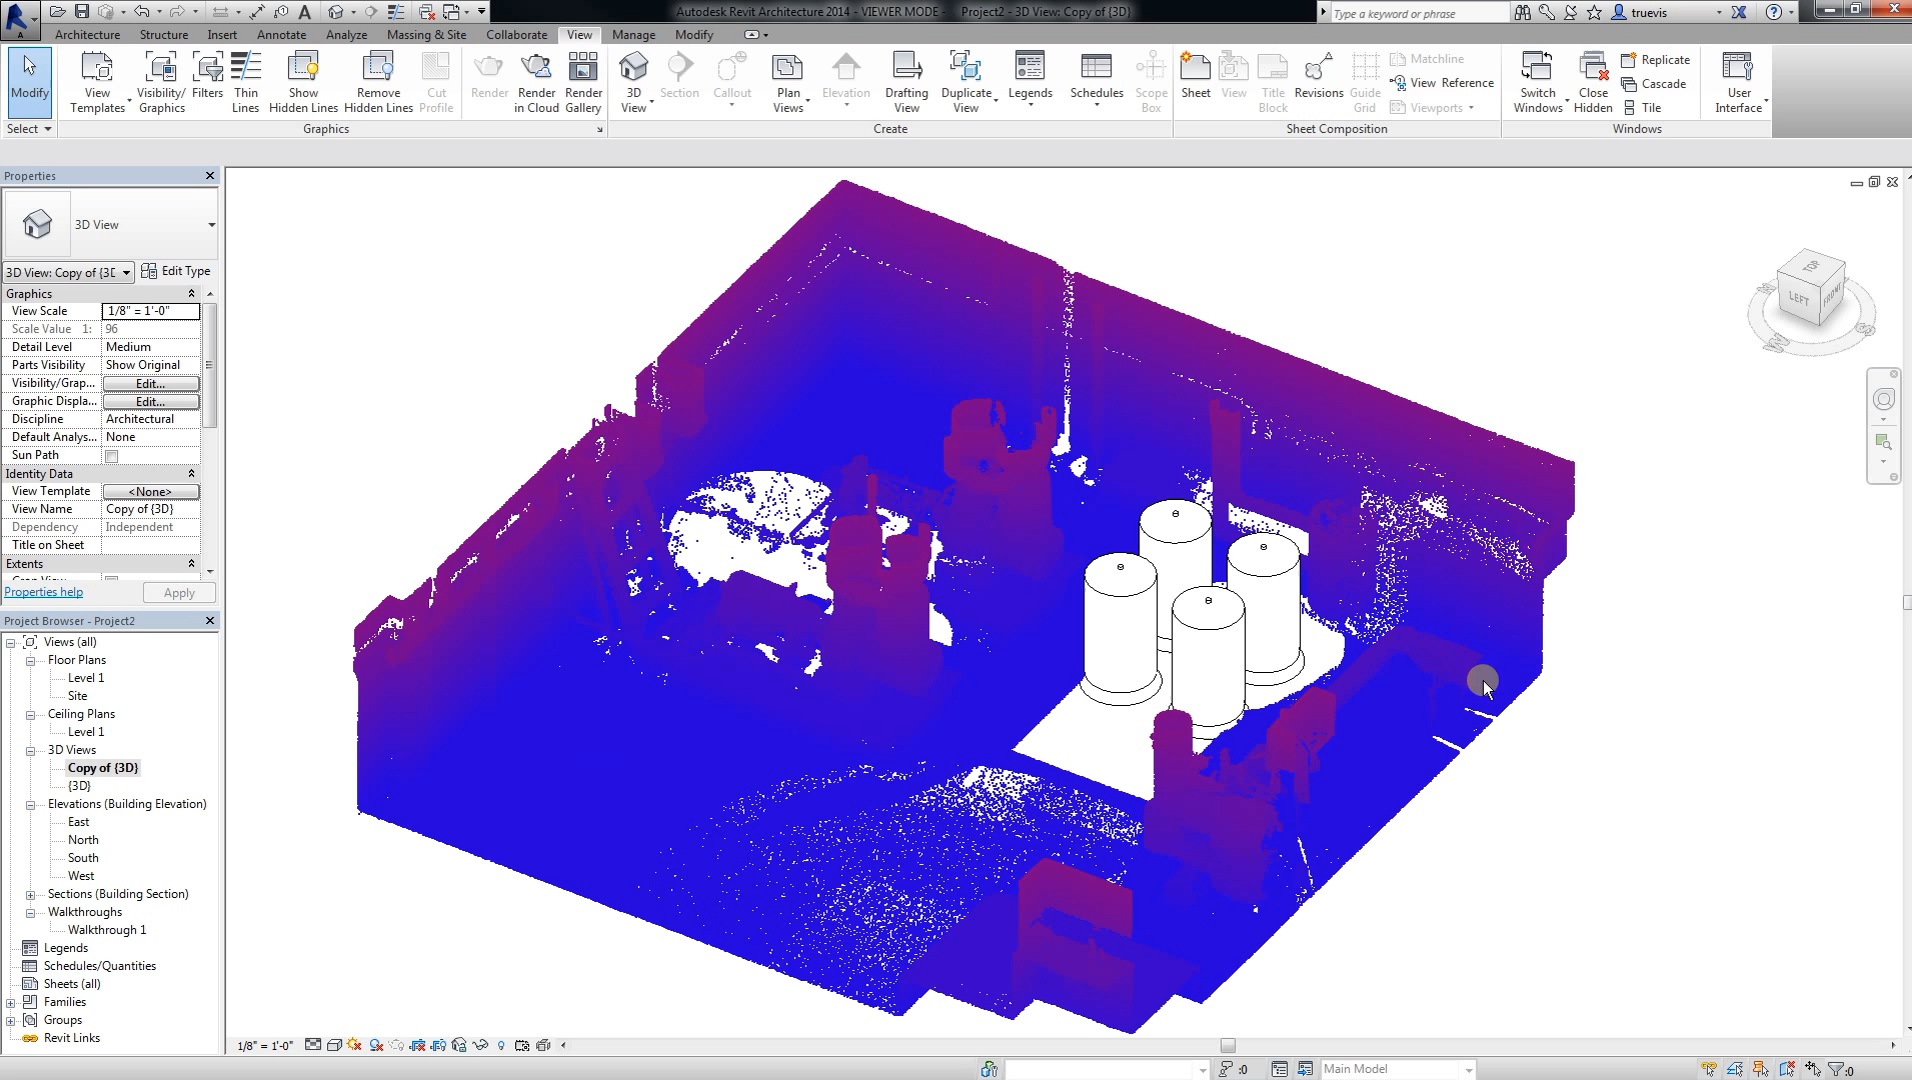 Autodesk Revit Architecture 2014 - VIEWER MODE - Project2 - 3D View: Copy of {3D}
Type a keyword or phrase
truevis
Architecture Structure Insert Annotate Analyze Massing & Site Collaborate View Manage Modify
Modify
View Templates
Visibility/ Graphics
Filters
Thin Lines
Show Hidden Lines
Remove Hidden Lines
Cut Profile
Render
Render in Cloud
Render Gallery
3D View
Section
Callout
Plan Views
Elevation
Drafting View
Duplicate View
Legends
Schedules
Scope Box
Sheet
View
Title Block
Revisions
Guide Grid
Matchline
View Reference
Viewports
Switch Windows
Close Hidden
Replicate
Cascade
Tile
User Interface
Select
Graphics
Create
Sheet Composition
Windows
Properties
3D View
3D View: Copy of {3D
Edit Type
Graphics
View Scale 1/8" = 1'-0"
Scale Value 1: 96
Detail Level Medium
Parts Visibility Show Original
Visibility/Grap... Edit...
Graphic Displa... Edit...
Discipline Architectural
Default Analys... None
Sun Path
Identity Data
View Template <None>
View Name Copy of {3D}
Dependency Independent
Title on Sheet
Extents
Crop View
Properties help
Apply
Project Browser - Project2
Views (all)
Floor Plans
Level 1
Site
Ceiling Plans
Level 1
3D Views
Copy of {3D}
{3D}
Elevations (Building Elevation)
East
North
South
West
Sections (Building Section)
Walkthroughs
Walkthrough 1
Legends
Schedules/Quantities
Sheets (all)
Families
Groups
Revit Links
TOP
LEFT
FRONT
W
S
1/8" = 1'-0"
:0
Main Model
:0